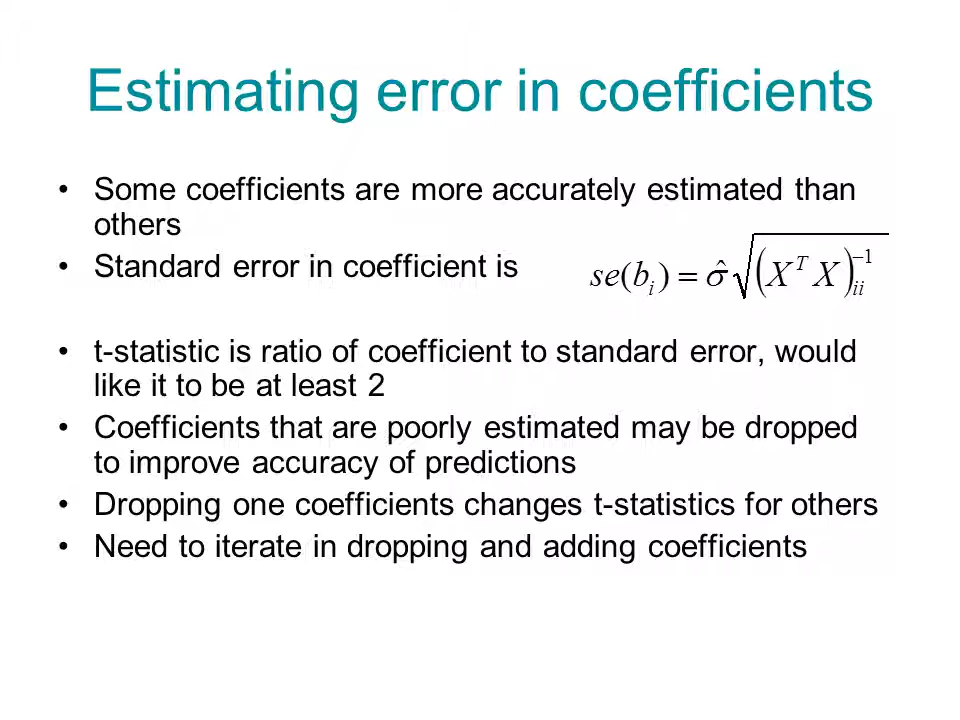 Estimating error in coefficients
• Some coefficients are more accurately estimated than
others
• Standard error in coefficient is
se(b_i) = σ̂ √(X^T X)^{-1}_{ii}
• t-statistic is ratio of coefficient to standard error, would
like it to be at least 2
• Coefficients that are poorly estimated may be dropped
to improve accuracy of predictions
• Dropping one coefficients changes t-statistics for others
• Need to iterate in dropping and adding coefficients